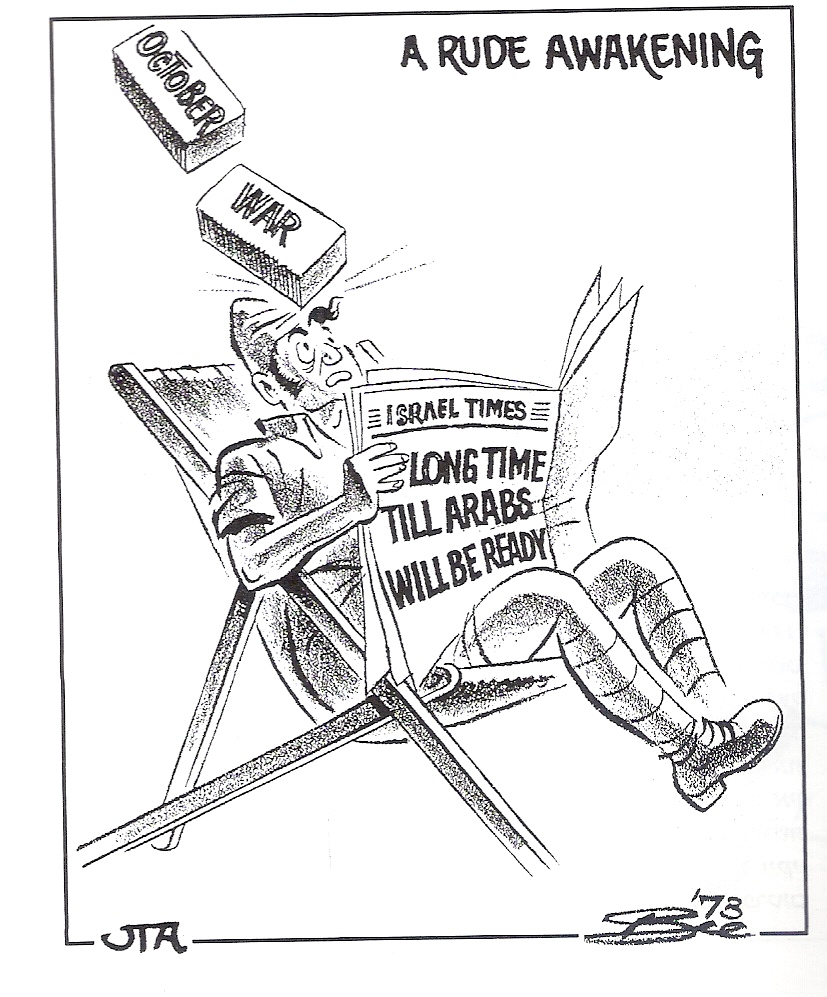 A RUDE AWAKENING
OCTOBER
WAR
ISRAEL TIMES
LONG TIME
TILL ARABS
WILL BE READY
JTA
'73